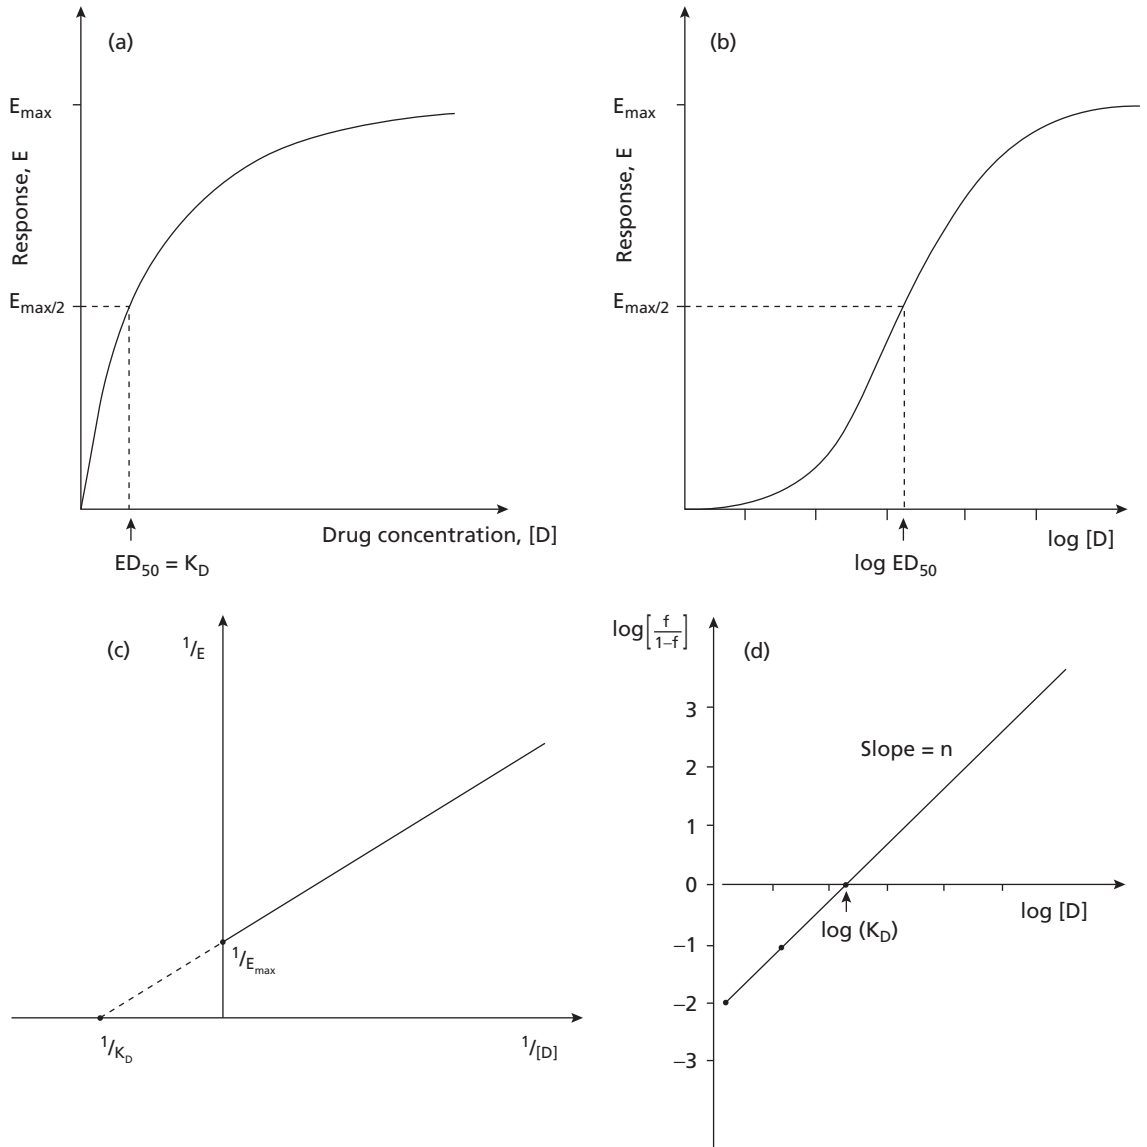 (a)
E_max
Response, E
E_max/2
Drug concentration, [D]
ED_50 = K_D
(b)
E_max
Response, E
E_max/2
log [D]
log ED_50
(c)
1/E
1/E_max
1/K_D
1/[D]
log[f/1–f]
(d)
3
2
1
0
–1
–2
–3
Slope = n
log [D]
log (K_D)